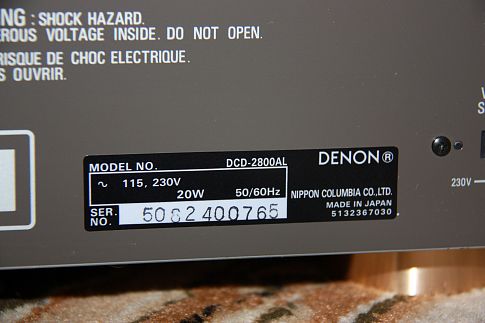 NG : SHOCK HAZARD.
EROUS VOLTAGE INSIDE. DO NOT OPEN.
RISQUE DE CHOC ELECTRIQUE.
S OUVRIR.
MODEL NO. DCD-2800AL
DENON®
~ 115, 230V
20W 50/60Hz
NIPPON COLUMBIA CO.,LTD.
MADE IN JAPAN
5132367030
SER. NO. 5082400765
V
S
230V